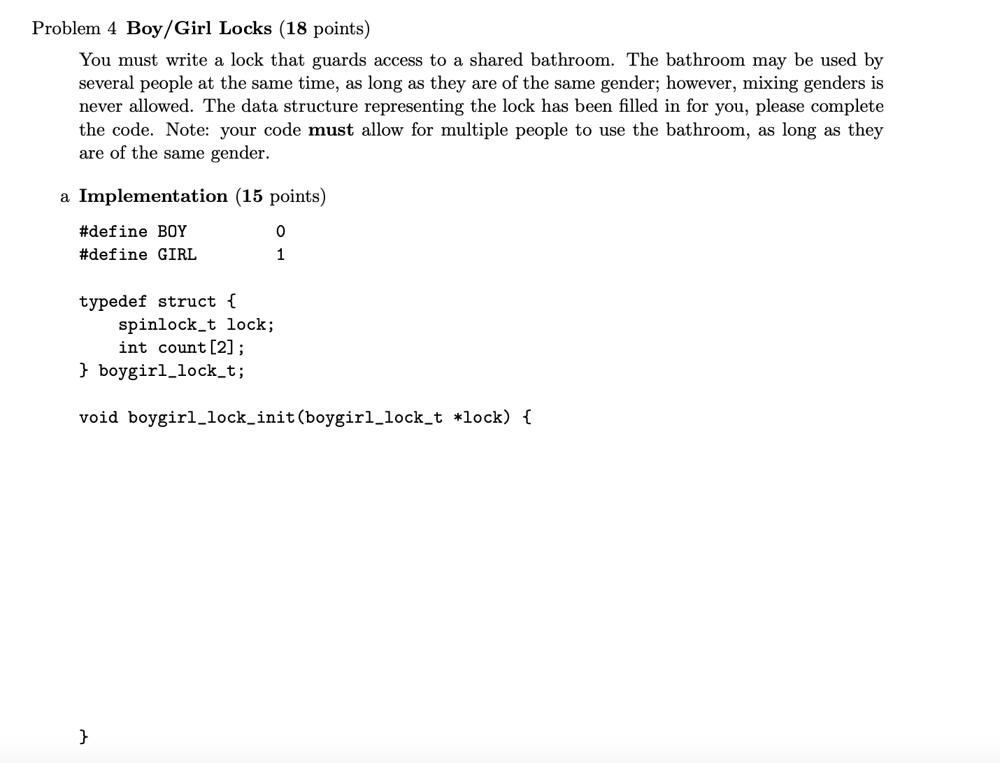 Problem 4 Boy/Girl Locks (18 points)
You must write a lock that guards access to a shared bathroom. The bathroom may be used by
several people at the same time, as long as they are of the same gender; however, mixing genders is
never allowed. The data structure representing the lock has been filled in for you, please complete
the code. Note: your code must allow for multiple people to use the bathroom, as long as they
are of the same gender.
a Implementation (15 points)
#define BOY 0
#define GIRL 1
typedef struct {
spinlock_t lock;
int count[2];
} boygirl_lock_t;
void boygirl_lock_init(boygirl_lock_t *lock) {
}